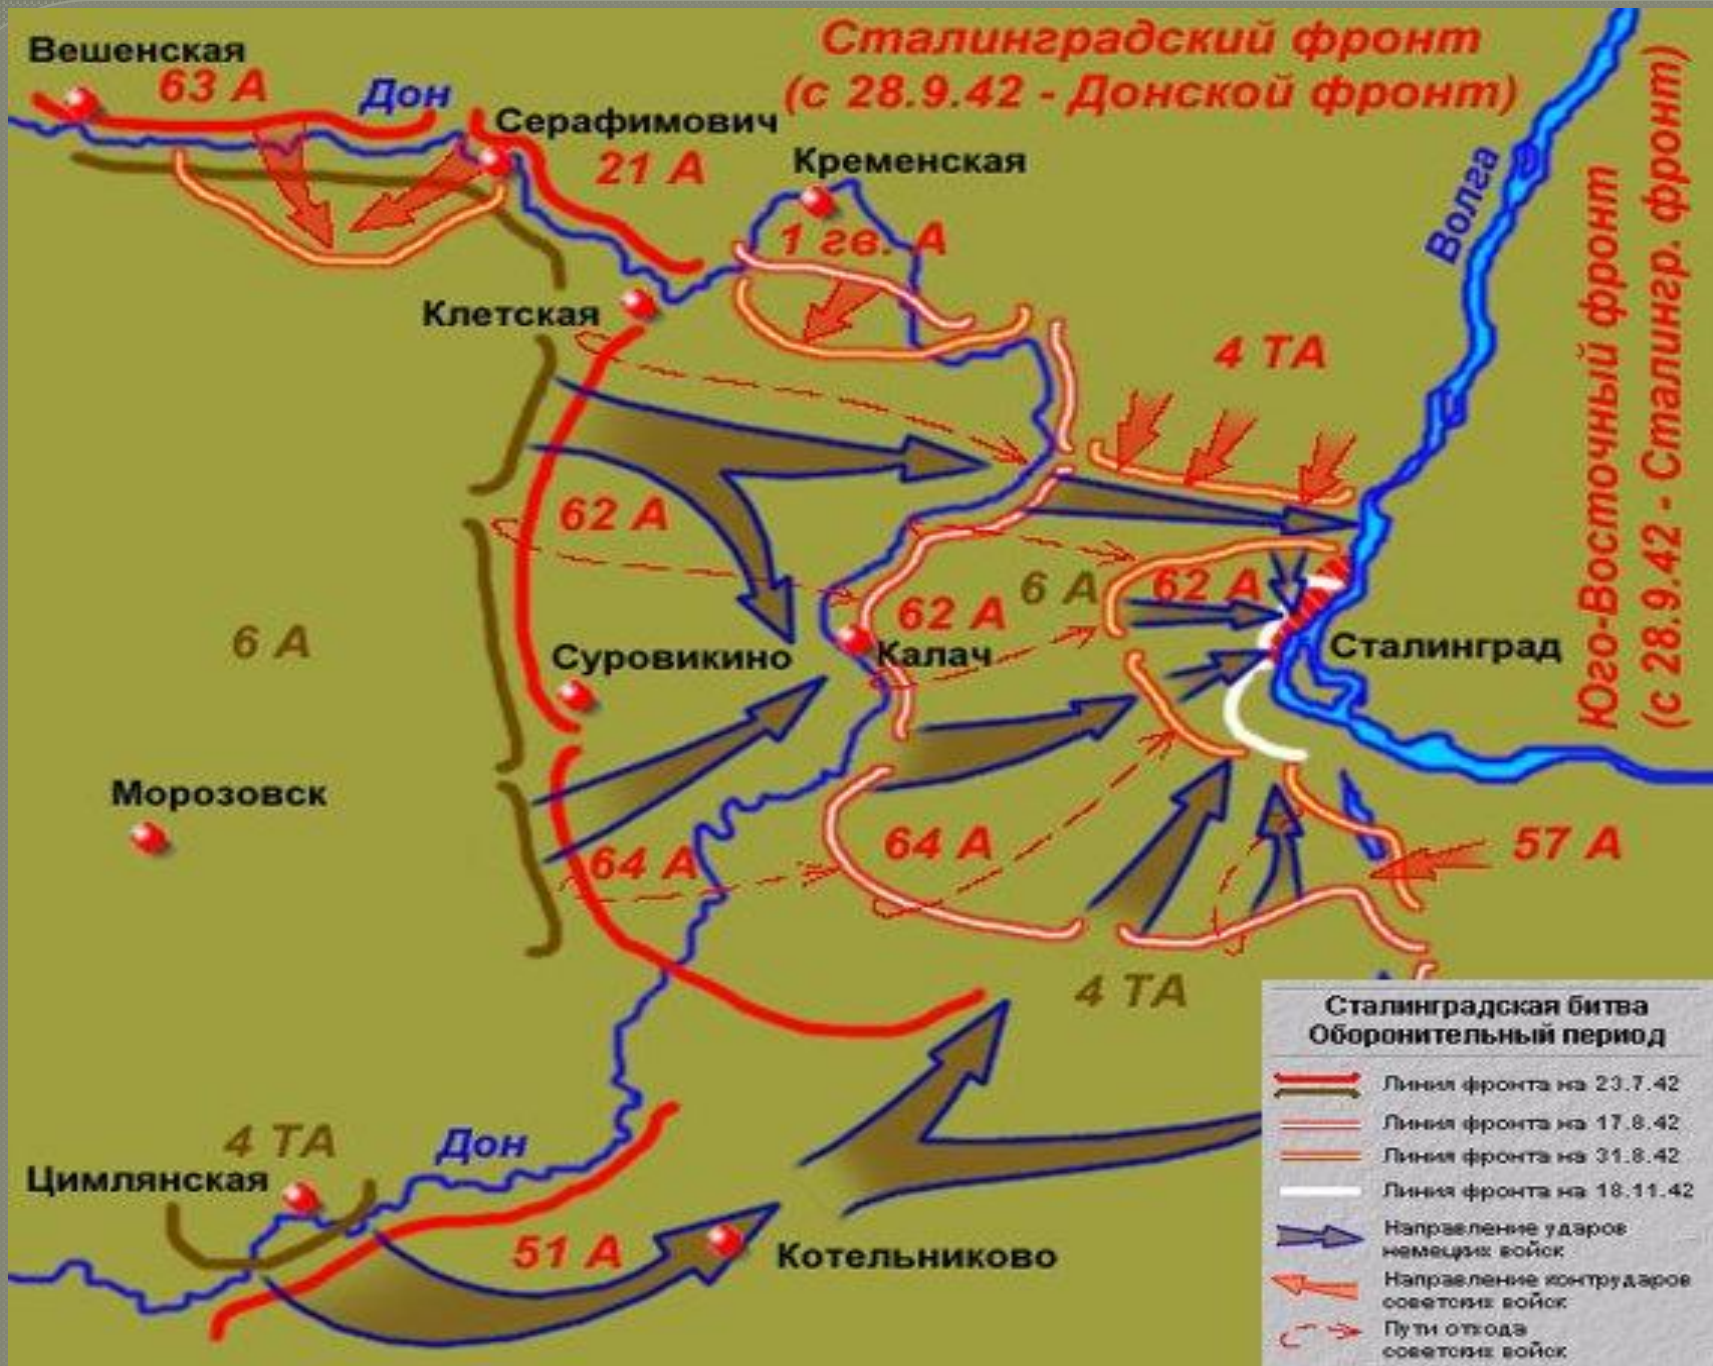 Сталинградский фронт
(с 28.9.42 - Донской фронт)
Юго-Восточный фронт
(с 28.9.42 - Сталингр. фронт)
Вешенская
63 А
Дон
Серафимович
21 А
Кременская
1 гв. А
Волга
Клетская
4 ТА
62 А
6 А
62 А
6 А
62 А
Суровикино
Калач
Сталинград
Морозовск
64 А
64 А
57 А
4 ТА
4 ТА
Дон
Цимлянская
51 А
Котельниково
Сталинградская битва
Оборонительный период
Линия фронта на 23.7.42
Линия фронта на 17.8.42
Линия фронта на 31.8.42
Линия фронта на 18.11.42
Направление ударов
немецких войск
Направление контрударов
советских войск
Пути отхода
советских войск